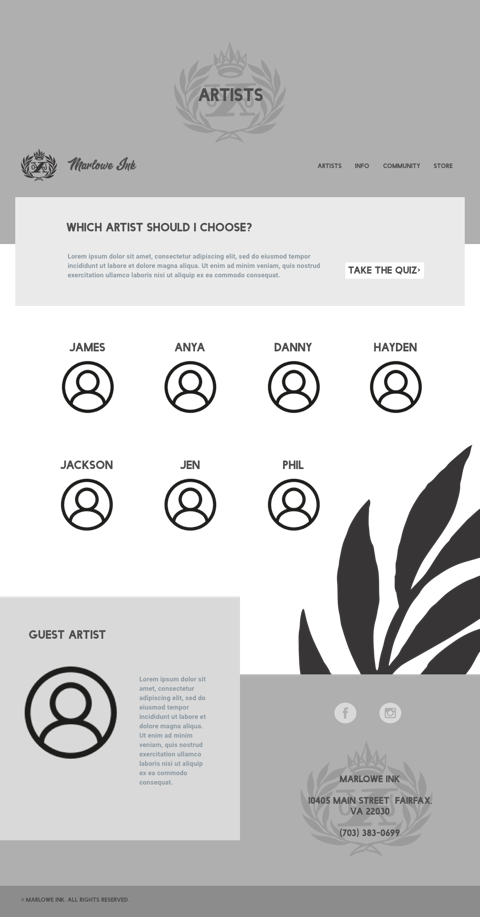 ARTISTS
Marlowe Ink
ARTISTS INFO COMMUNITY STORE
WHICH ARTIST SHOULD I CHOOSE?
Lorem ipsum dolor sit amet, consectetur adipiscing elit, sed do eiusmod tempor
incididunt ut labore et dolore magna aliqua. Ut enim ad minim veniam, quis nostrud
exercitation ullamco laboris nisi ut aliquip ex ea commodo consequat.
TAKE THE QUIZ›
JAMES ANYA DANNY HAYDEN
JACKSON JEN PHIL
GUEST ARTIST
Lorem ipsum dolor sit
amet, consectetur
adipiscing elit, sed do
eiusmod tempor
incididunt ut labore et
dolore magna aliqua.
Ut enim ad minim
veniam, quis nostrud
exercitation ullamco
laboris nisi ut aliquip
ex ea commodo
consequat.
MARLOWE INK
10405 MAIN STREET FAIRFAX,
VA 22030
(703) 383-0699
© MARLOWE INK. ALL RIGHTS RESERVED.